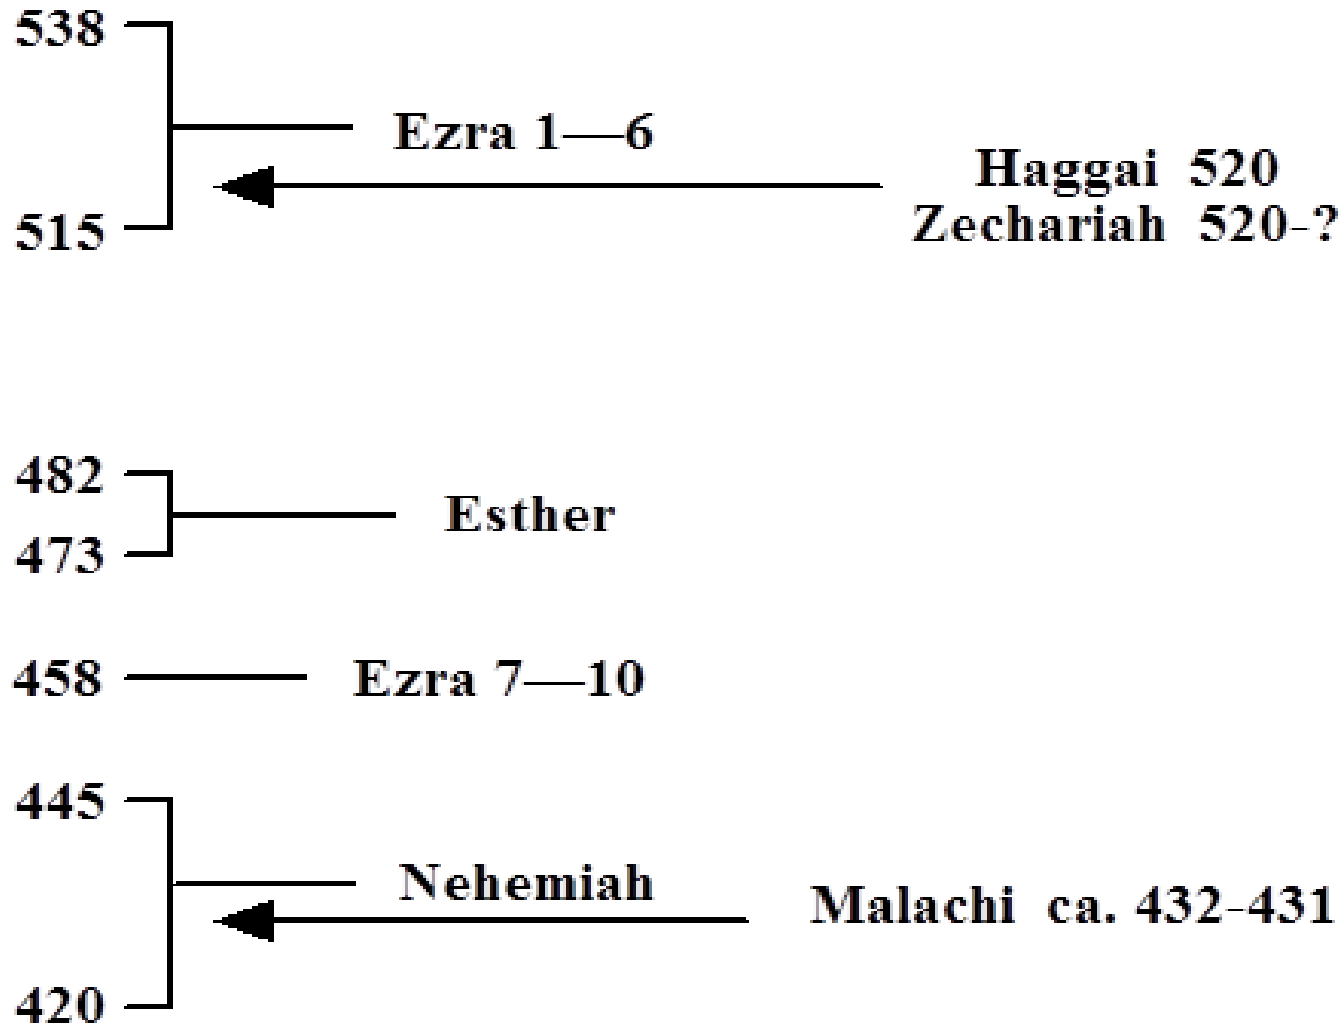 538
Ezra 1—6
Haggai 520
Zechariah 520-?
515
482
Esther
473
458
Ezra 7—10
445
Nehemiah
Malachi ca. 432-431
420